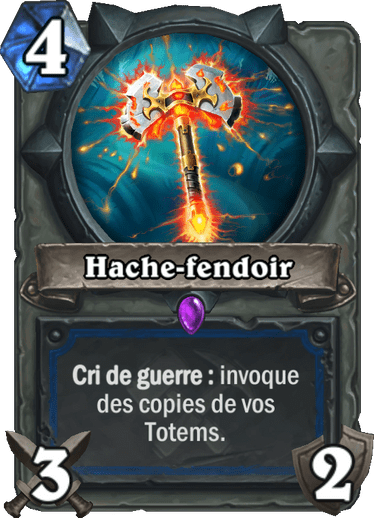 4
Hache-fendoir
Cri de guerre : invoque
des copies de vos
Totems.
3
2